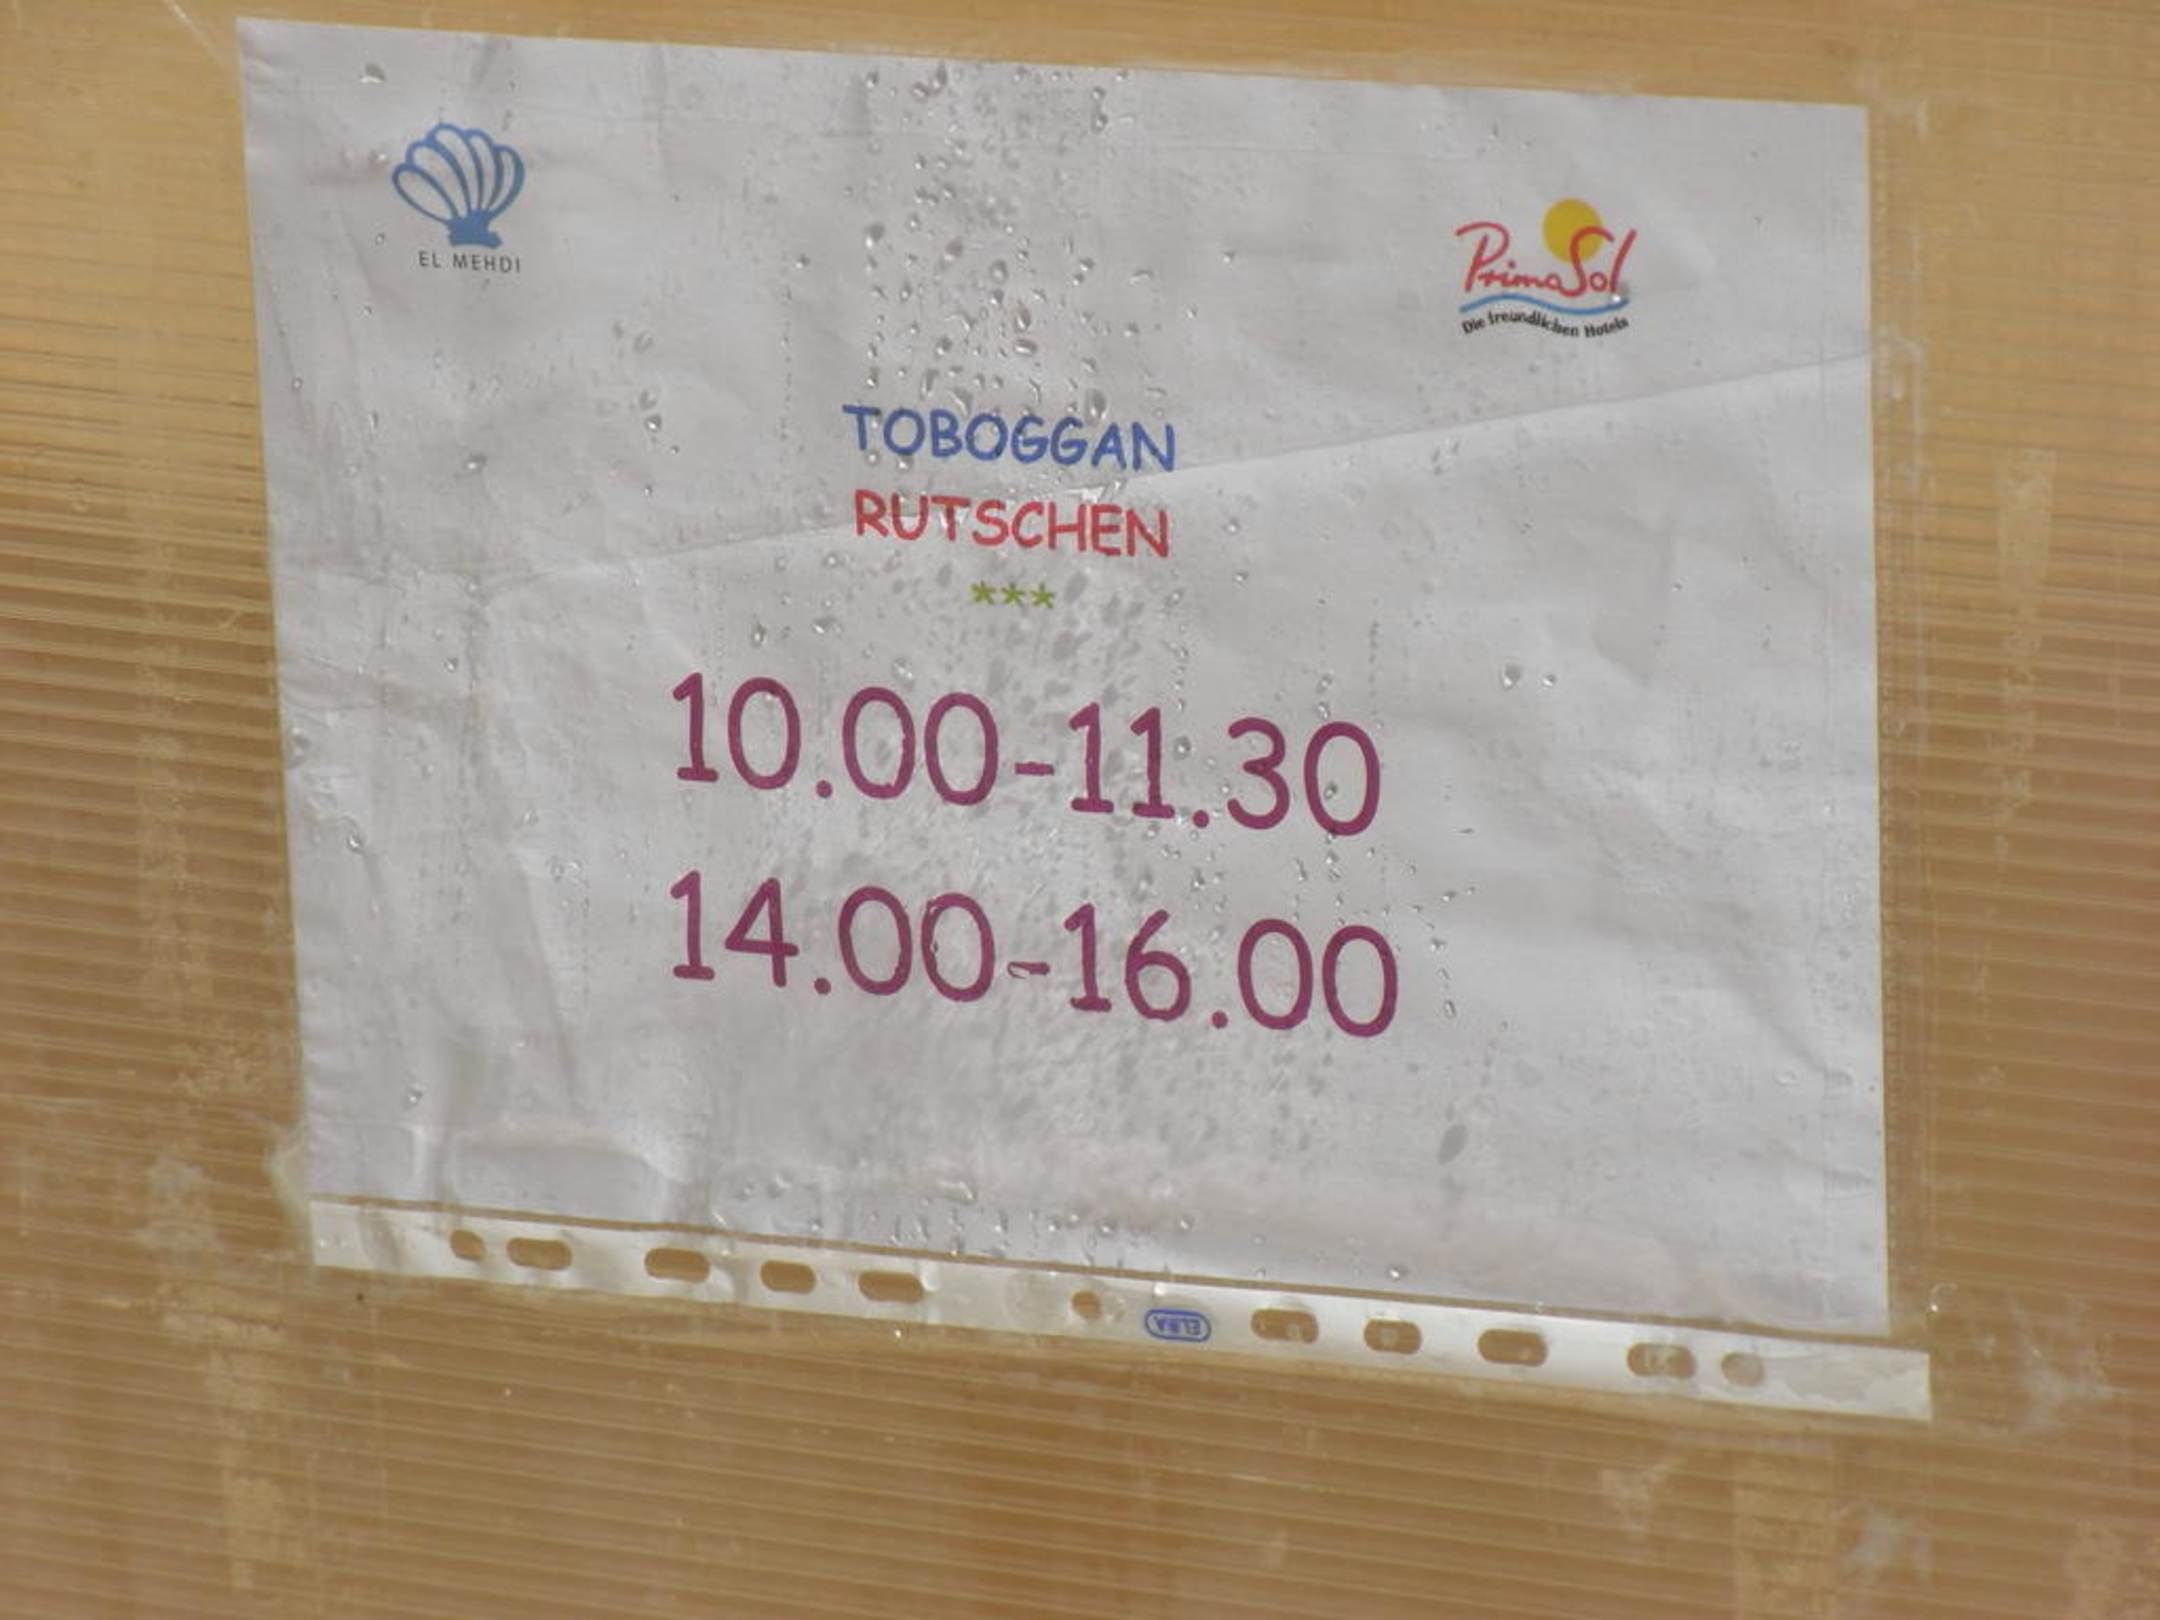 EL MEHDI
PrimaSol
Die freundlichen Hotels
TOBOGGAN
RUTSCHEN
***
10.00-11.30
14.00-16.00
ELBA